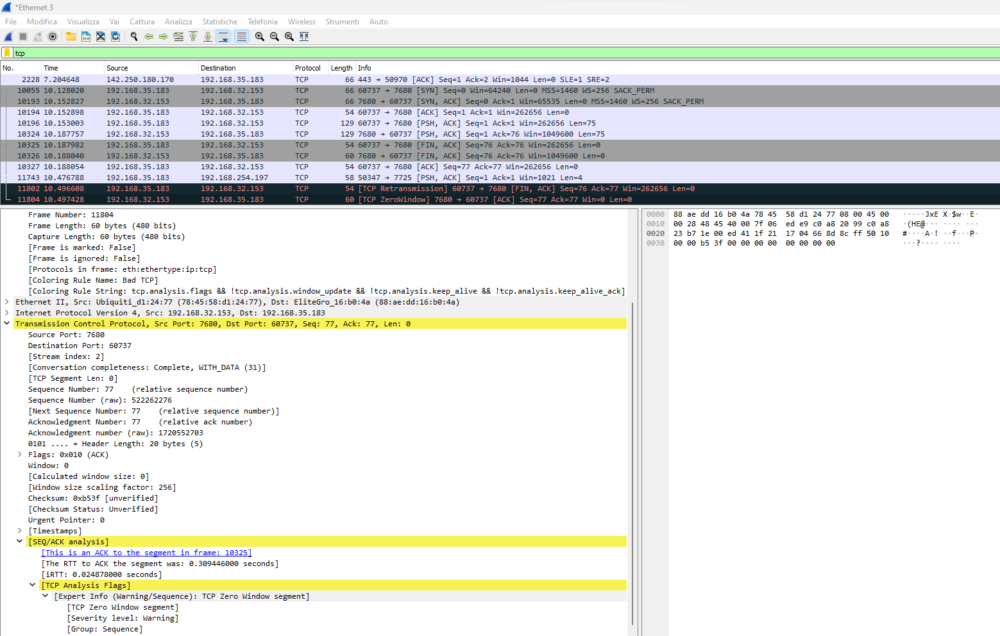 *Ethernet 3
File Modifica Visualizza Vai Cattura Analizza Statistiche Telefonia Wireless Strumenti Aiuto
tcp
No. Time Source Destination Protocol Length Info
2228 7.204648 142.250.180.170 192.168.35.183 TCP 66 443 → 50970 [ACK] Seq=1 Ack=2 Win=1044 Len=0 SLE=1 SRE=2
10055 10.128020 192.168.35.183 192.168.32.153 TCP 66 60737 → 7680 [SYN] Seq=0 Win=64240 Len=0 MSS=1460 WS=256 SACK_PERM
10193 10.152827 192.168.32.153 192.168.35.183 TCP 66 7680 → 60737 [SYN, ACK] Seq=0 Ack=1 Win=65535 Len=0 MSS=1460 WS=256 SACK_PERM
10194 10.152898 192.168.35.183 192.168.32.153 TCP 54 60737 → 7680 [ACK] Seq=1 Ack=1 Win=262656 Len=0
10196 10.153003 192.168.35.183 192.168.32.153 TCP 129 60737 → 7680 [PSH, ACK] Seq=1 Ack=1 Win=262656 Len=75
10324 10.187757 192.168.32.153 192.168.35.183 TCP 129 7680 → 60737 [PSH, ACK] Seq=1 Ack=76 Win=1049600 Len=75
10325 10.187982 192.168.35.183 192.168.32.153 TCP 54 60737 → 7680 [FIN, ACK] Seq=76 Ack=76 Win=262656 Len=0
10326 10.188040 192.168.32.153 192.168.35.183 TCP 60 7680 → 60737 [FIN, ACK] Seq=76 Ack=76 Win=1049600 Len=0
10327 10.188054 192.168.35.183 192.168.32.153 TCP 54 60737 → 7680 [ACK] Seq=77 Ack=77 Win=262656 Len=0
11743 10.476788 192.168.35.183 192.168.254.197 TCP 58 50347 → 7725 [PSH, ACK] Seq=1 Ack=1 Win=1021 Len=4
11802 10.496608 192.168.35.183 192.168.32.153 TCP 54 [TCP Retransmission] 60737 → 7680 [FIN, ACK] Seq=76 Ack=77 Win=262656 Len=0
11804 10.497428 192.168.32.153 192.168.35.183 TCP 60 [TCP ZeroWindow] 7680 → 60737 [ACK] Seq=77 Ack=77 Win=0 Len=0
Frame Number: 11804
Frame Length: 60 bytes (480 bits)
Capture Length: 60 bytes (480 bits)
[Frame is marked: False]
[Frame is ignored: False]
[Protocols in frame: eth:ethertype:ip:tcp]
[Coloring Rule Name: Bad TCP]
[Coloring Rule String: tcp.analysis.flags && !tcp.analysis.window_update && !tcp.analysis.keep_alive && !tcp.analysis.keep_alive_ack]
Ethernet II, Src: Ubiquiti_d1:24:77 (78:45:58:d1:24:77), Dst: EliteGro_16:b0:4a (88:ae:dd:16:b0:4a)
Internet Protocol Version 4, Src: 192.168.32.153, Dst: 192.168.35.183
Transmission Control Protocol, Src Port: 7680, Dst Port: 60737, Seq: 77, Ack: 77, Len: 0
Source Port: 7680
Destination Port: 60737
[Stream index: 2]
[Conversation completeness: Complete, WITH_DATA (31)]
[TCP Segment Len: 0]
Sequence Number: 77 (relative sequence number)
Sequence Number (raw): 522262276
[Next Sequence Number: 77 (relative sequence number)]
Acknowledgment Number: 77 (relative ack number)
Acknowledgment number (raw): 1720552703
0101 .... = Header Length: 20 bytes (5)
Flags: 0x010 (ACK)
Window: 0
[Calculated window size: 0]
[Window size scaling factor: 256]
Checksum: 0xb53f [unverified]
[Checksum Status: Unverified]
Urgent Pointer: 0
[Timestamps]
[SEQ/ACK analysis]
[This is an ACK to the segment in frame: 10325]
[The RTT to ACK the segment was: 0.309446000 seconds]
[iRTT: 0.024878000 seconds]
[TCP Analysis Flags]
[Expert Info (Warning/Sequence): TCP Zero Window segment]
[TCP Zero Window segment]
[Severity level: Warning]
[Group: Sequence]
0000 88 ae dd 16 b0 4a 78 45 58 d1 24 77 08 00 45 00 ·····JxE X·$w··E·
0010 00 28 48 45 40 00 7f 06 ed e9 c0 a8 20 99 c0 a8 ·(HE@··· ···· ···
0020 23 b7 1e 00 ed 41 1f 21 17 04 66 8d 8c ff 50 10 #····A·! ··f···P·
0030 00 00 b5 3f 00 00 00 00 00 00 00 00 ···?···· ····